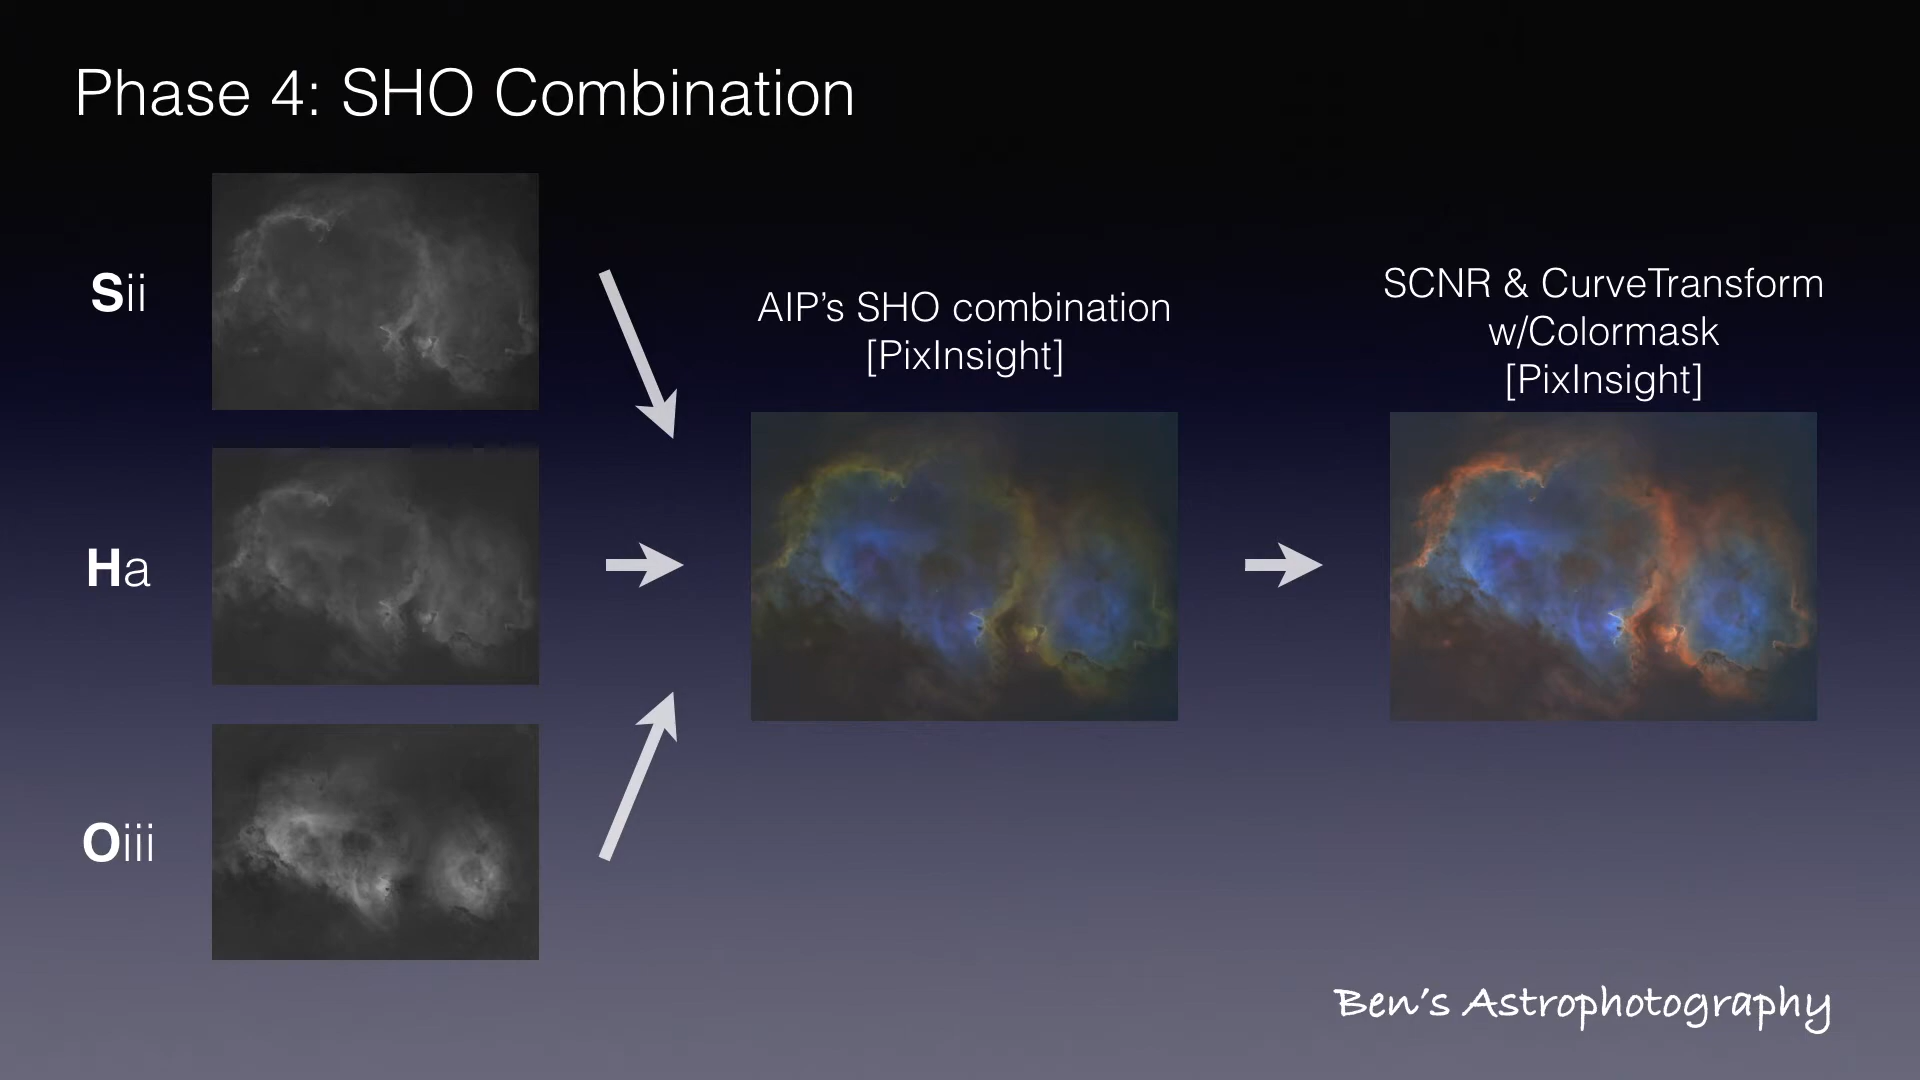 Phase 4: SHO Combination
Sii
Ha
Oiii
AIP's SHO combination
[PixInsight]
SCNR & CurveTransform
w/Colormask
[PixInsight]
Ben's Astrophotography